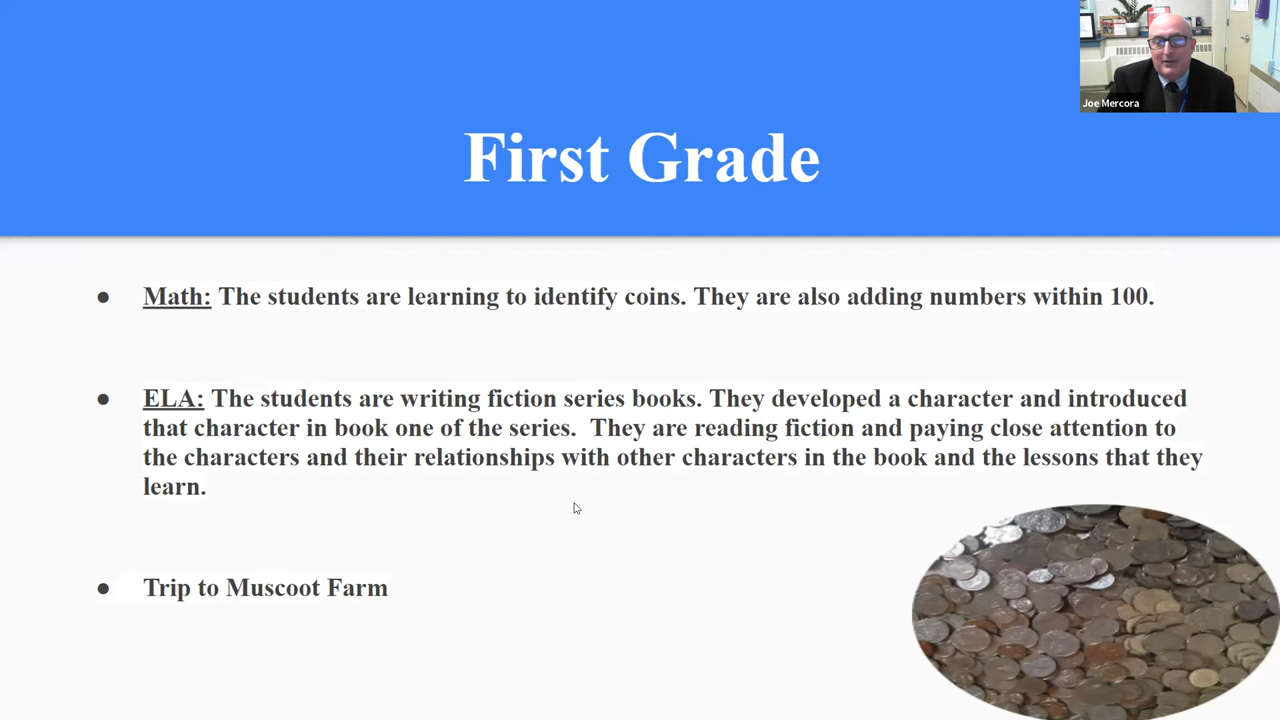 Joe Mercora
First Grade
● Math: The students are learning to identify coins. They are also adding numbers within 100.
● ELA: The students are writing fiction series books. They developed a character and introduced
that character in book one of the series.  They are reading fiction and paying close attention to
the characters and their relationships with other characters in the book and the lessons that they
learn.
● Trip to Muscoot Farm